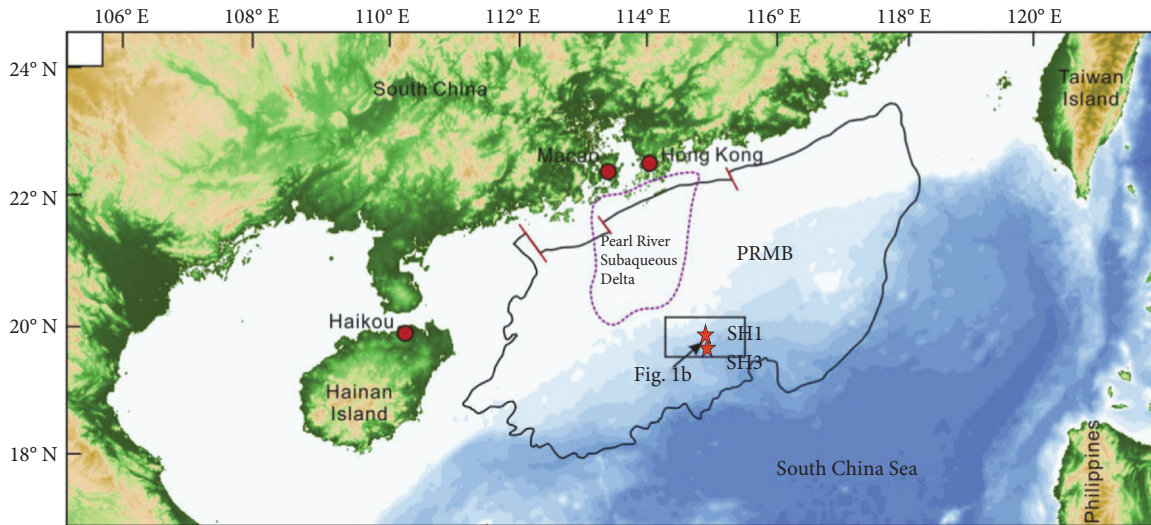 106° E 108° E 110° E 112° E 114° E 116° E 118° E 120° E
24° N
22° N
20° N
18° N
South China
Taiwan
Island
Macao
Hong Kong
Pearl River
Subaqueous
Delta
PRMB
Haikou
SH1
SH3
Fig. 1b
Hainan
Island
South China Sea
Philippines